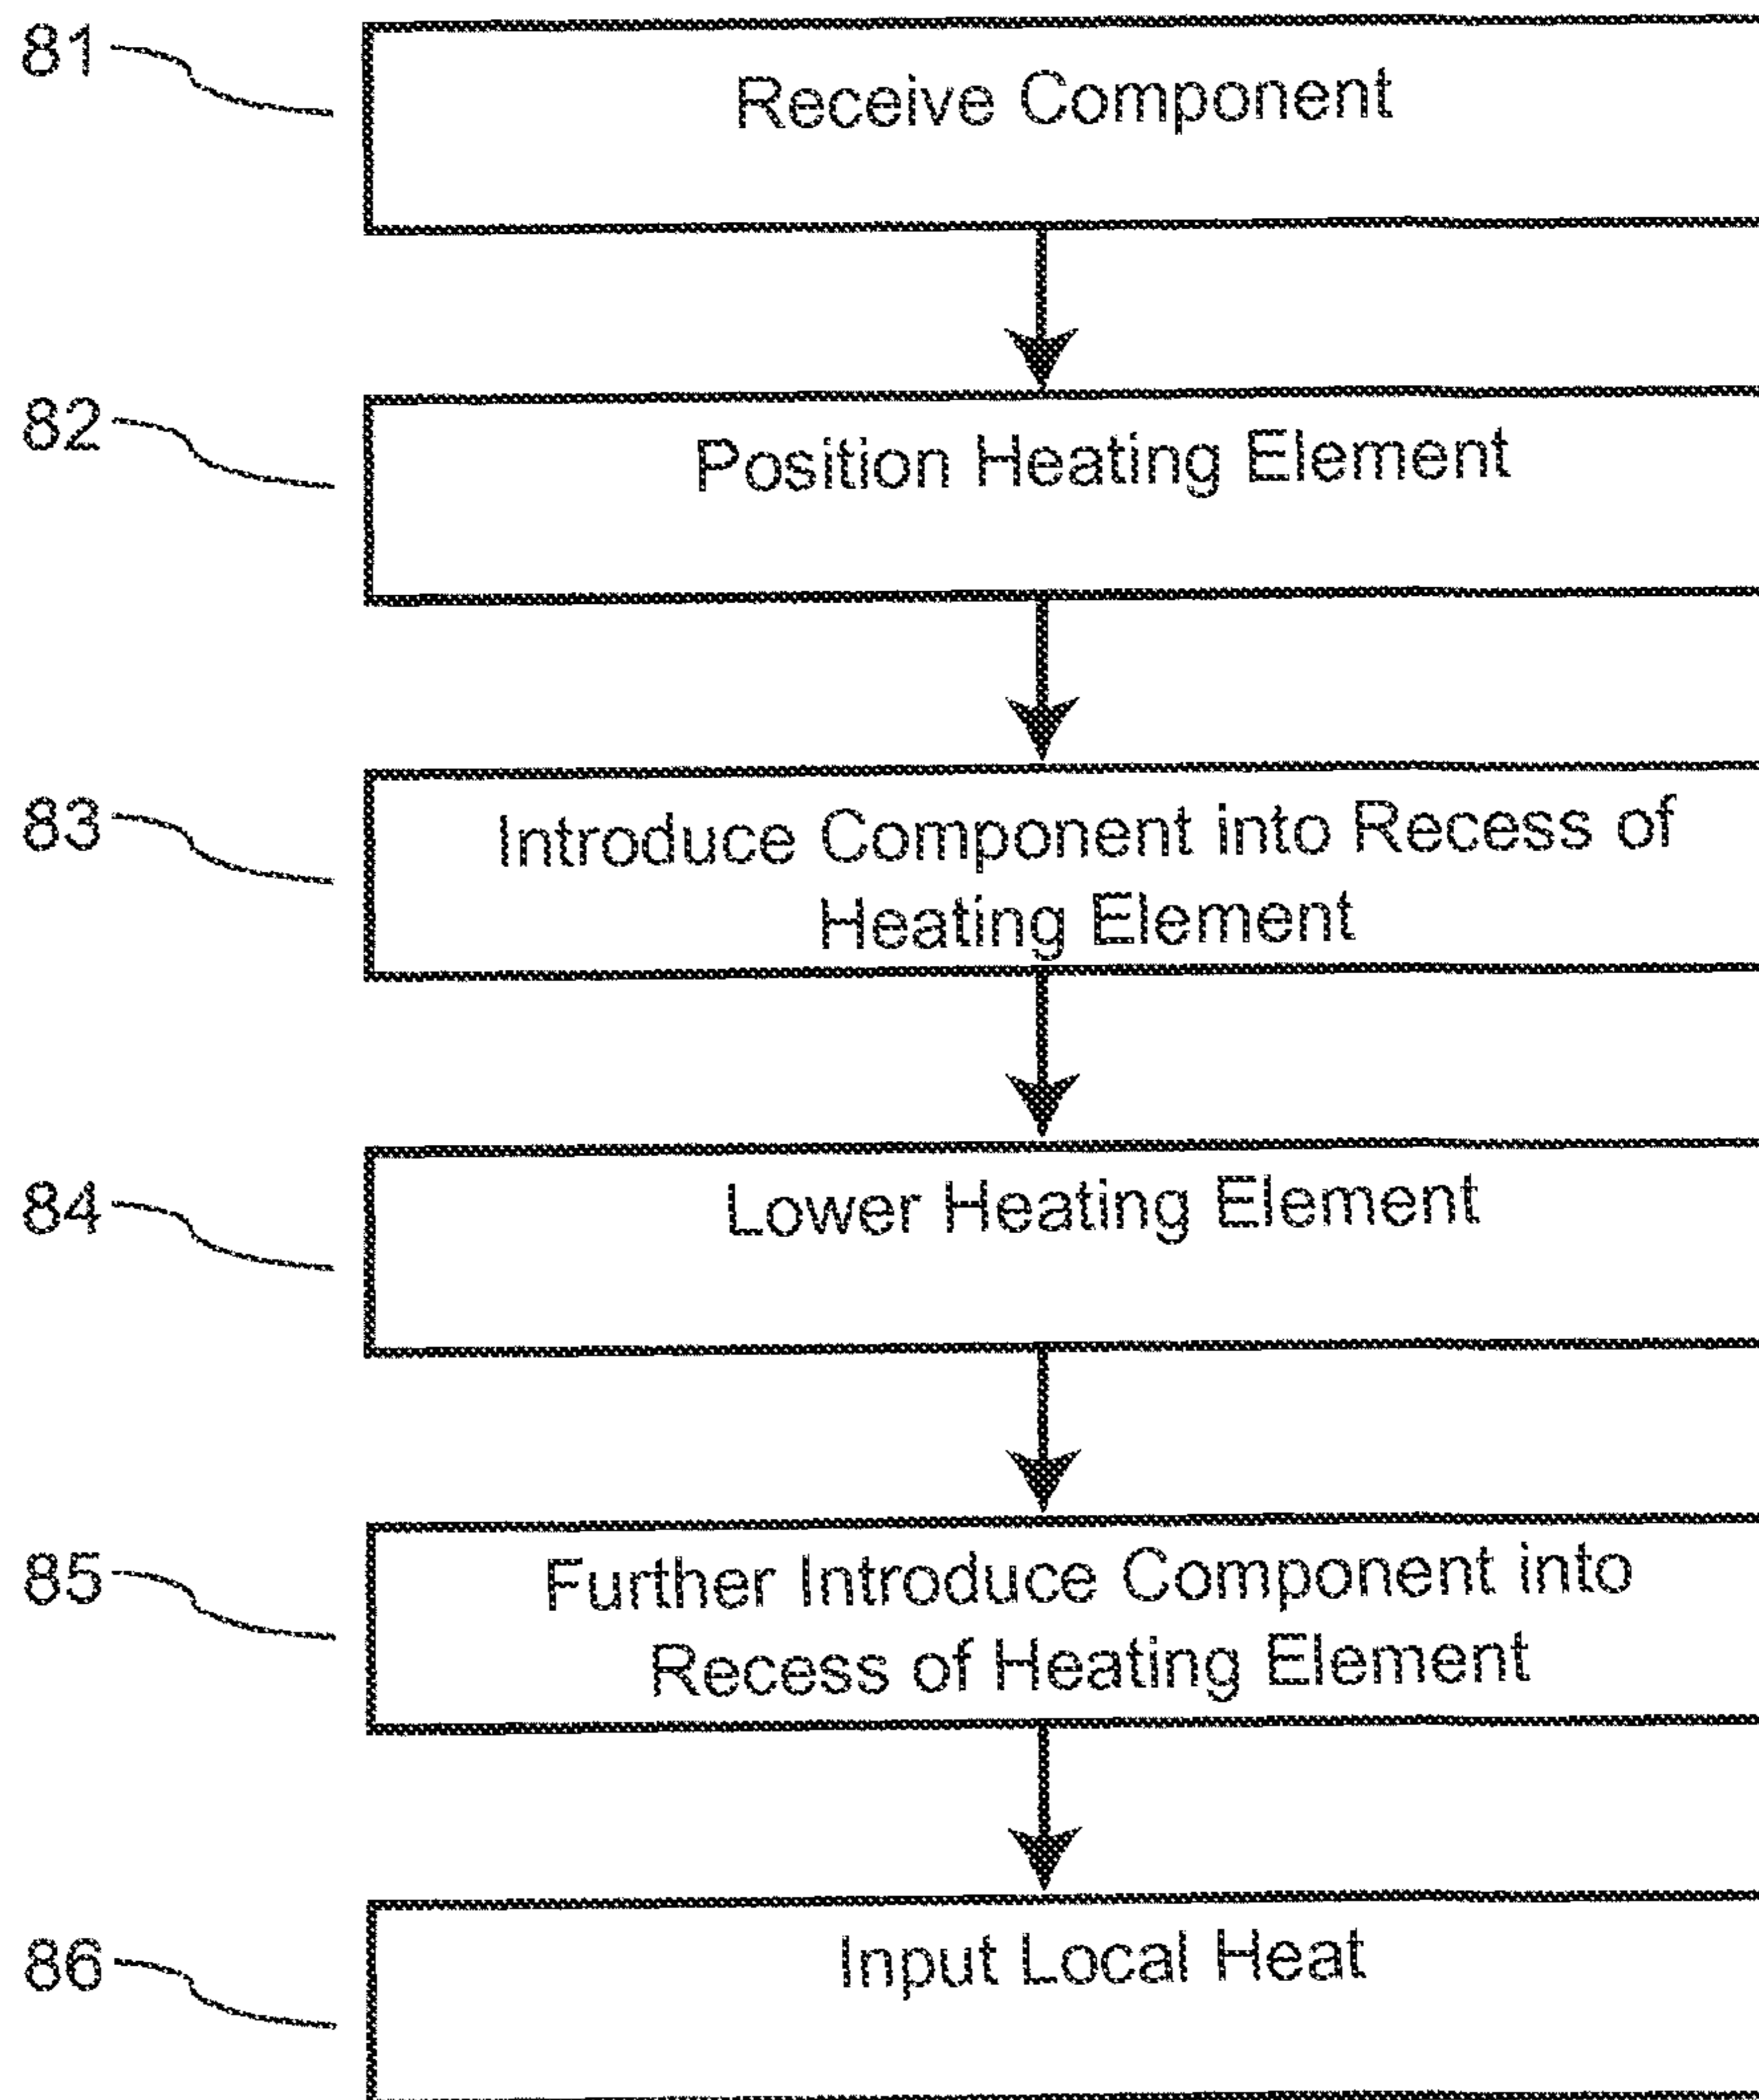 81
Receive Component
82
Position Heating Element
83
Introduce Component into Recess of
Heating Element
84
Lower Heating Element
85
Further Introduce Component into
Recess of Heating Element
86
Input Local Heat